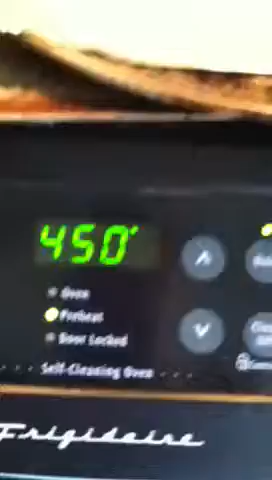 450°
Oven
Preheat
Door Locked
Self-Cleaning Oven
Frigidaire